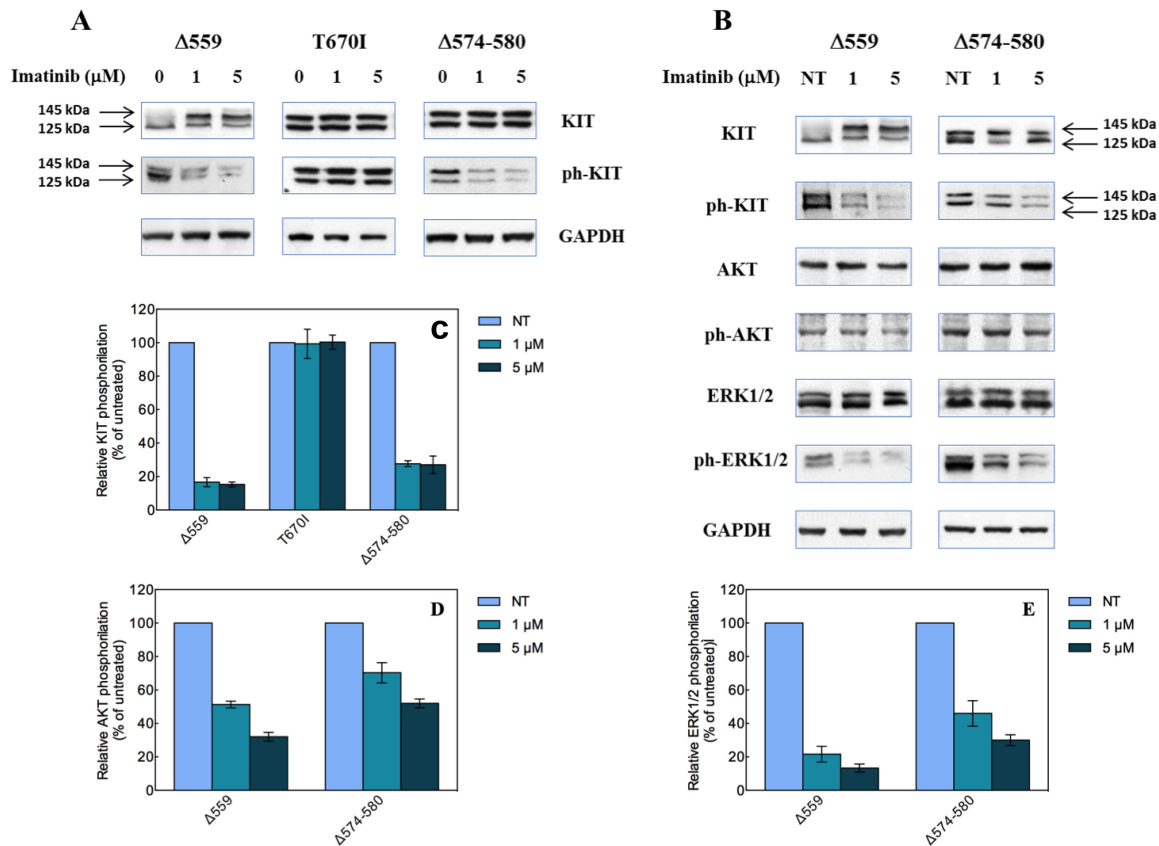 A
Δ559 T670I Δ574-580
Imatinib (μM) 0 1 5 0 1 5 0 1 5
145 kDa
125 kDa
KIT
145 kDa
125 kDa
ph-KIT
GAPDH
B
Δ559 Δ574-580
Imatinib (μM) NT 1 5 NT 1 5
KIT
145 kDa
125 kDa
ph-KIT
145 kDa
125 kDa
AKT
ph-AKT
ERK1/2
ph-ERK1/2
GAPDH
C
Relative KIT phosphorilation
(% of untreated)
120
100
80
60
40
20
0
Δ559 T670I Δ574-580
NT
1 μM
5 μM
D
Relative AKT phosphorilation
(% of untreated)
120
100
80
60
40
20
0
Δ559 Δ574-580
NT
1 μM
5 μM
E
Relative ERK1/2 phosphorilation
(% of untreated)
120
100
80
60
40
20
0
Δ559 Δ574-580
NT
1 μM
5 μM